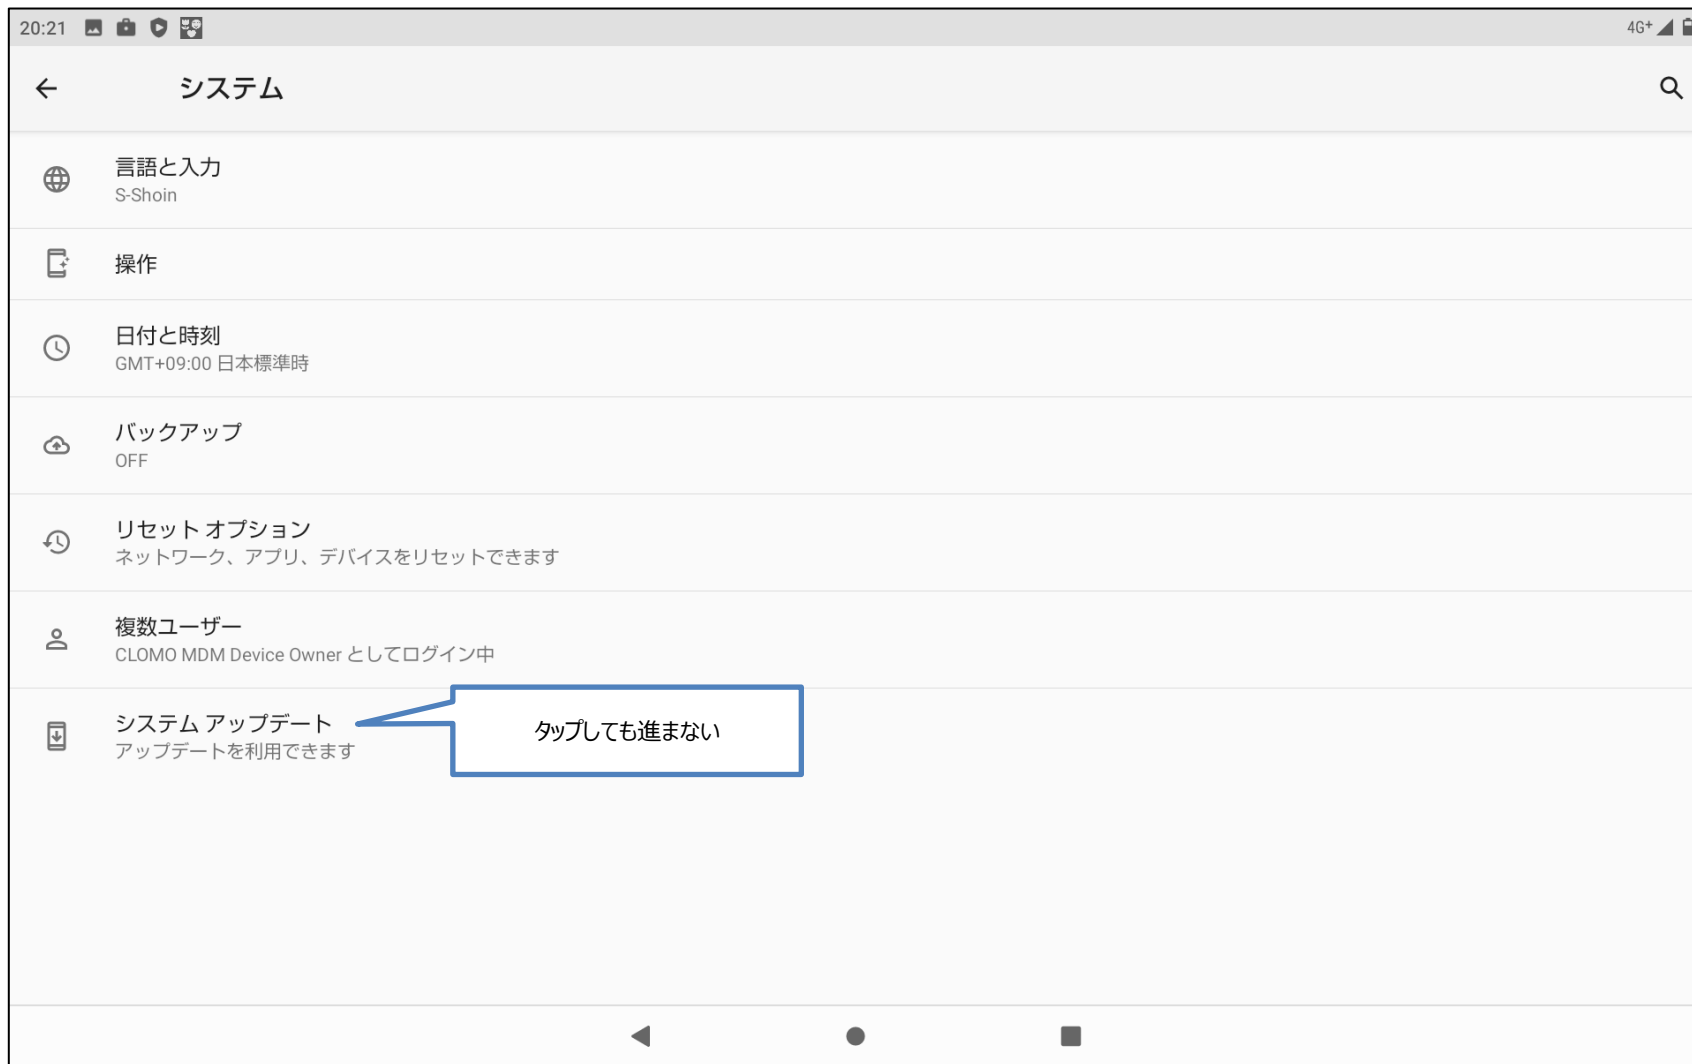 20:21
4G+
システム
言語と入力
S-Shoin
操作
日付と時刻
GMT+09:00 日本標準時
バックアップ
OFF
リセット オプション
ネットワーク、アプリ、デバイスをリセットできます
複数ユーザー
CLOMO MDM Device Owner としてログイン中
システム アップデート
アップデートを利用できます
タップしても進まない